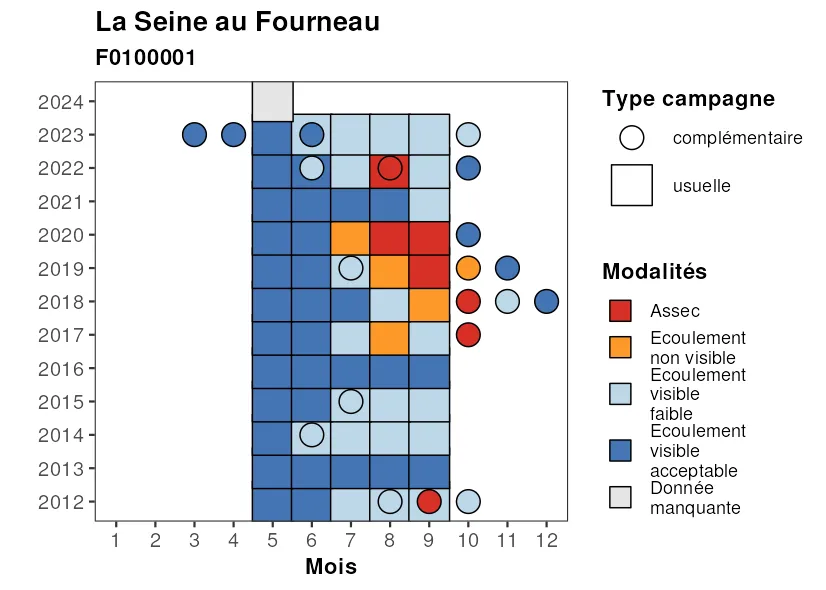 La Seine au Fourneau
F0100001
2024
2023
2022
2021
2020
2019
2018
2017
2016
2015
2014
2013
2012
1 2 3 4 5 6 7 8 9 10 11 12
Mois
Type campagne
complémentaire
usuelle
Modalités
Assec
Ecoulement
non visible
Ecoulement
visible
faible
Ecoulement
visible
acceptable
Donnée
manquante